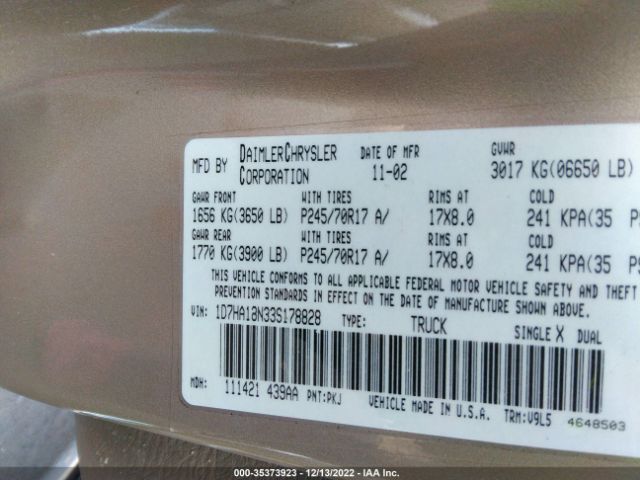 MFD BY DAIMLERCHRYSLER CORPORATION DATE OF MFR 11-02 GVWR 3017 KG(06650 LB)
GAWR FRONT WITH TIRES RIMS AT COLD
1656 KG(3650 LB) P245/70R17 A/ 17X8.0 241 KPA(35
GAWR REAR WITH TIRES RIMS AT COLD
1770 KG(3900 LB) P245/70R17 A/ 17X8.0 241 KPA(35
THIS VEHICLE CONFORMS TO ALL APPLICABLE FEDERAL MOTOR VEHICLE SAFETY AND THEFT
PREVENTION STANDARDS IN EFFECT ON THE DATE OF MANUFACTURE SHOWN ABOVE.
VIN: 1D7HA18N33S178828 TYPE: TRUCK SINGLE X DUAL
MDH: 111421 439AA PNT:PKJ VEHICLE MADE IN U.S.A. TRM:V9L5 4648503
000-35373923 - 12/13/2022 - IAA Inc.